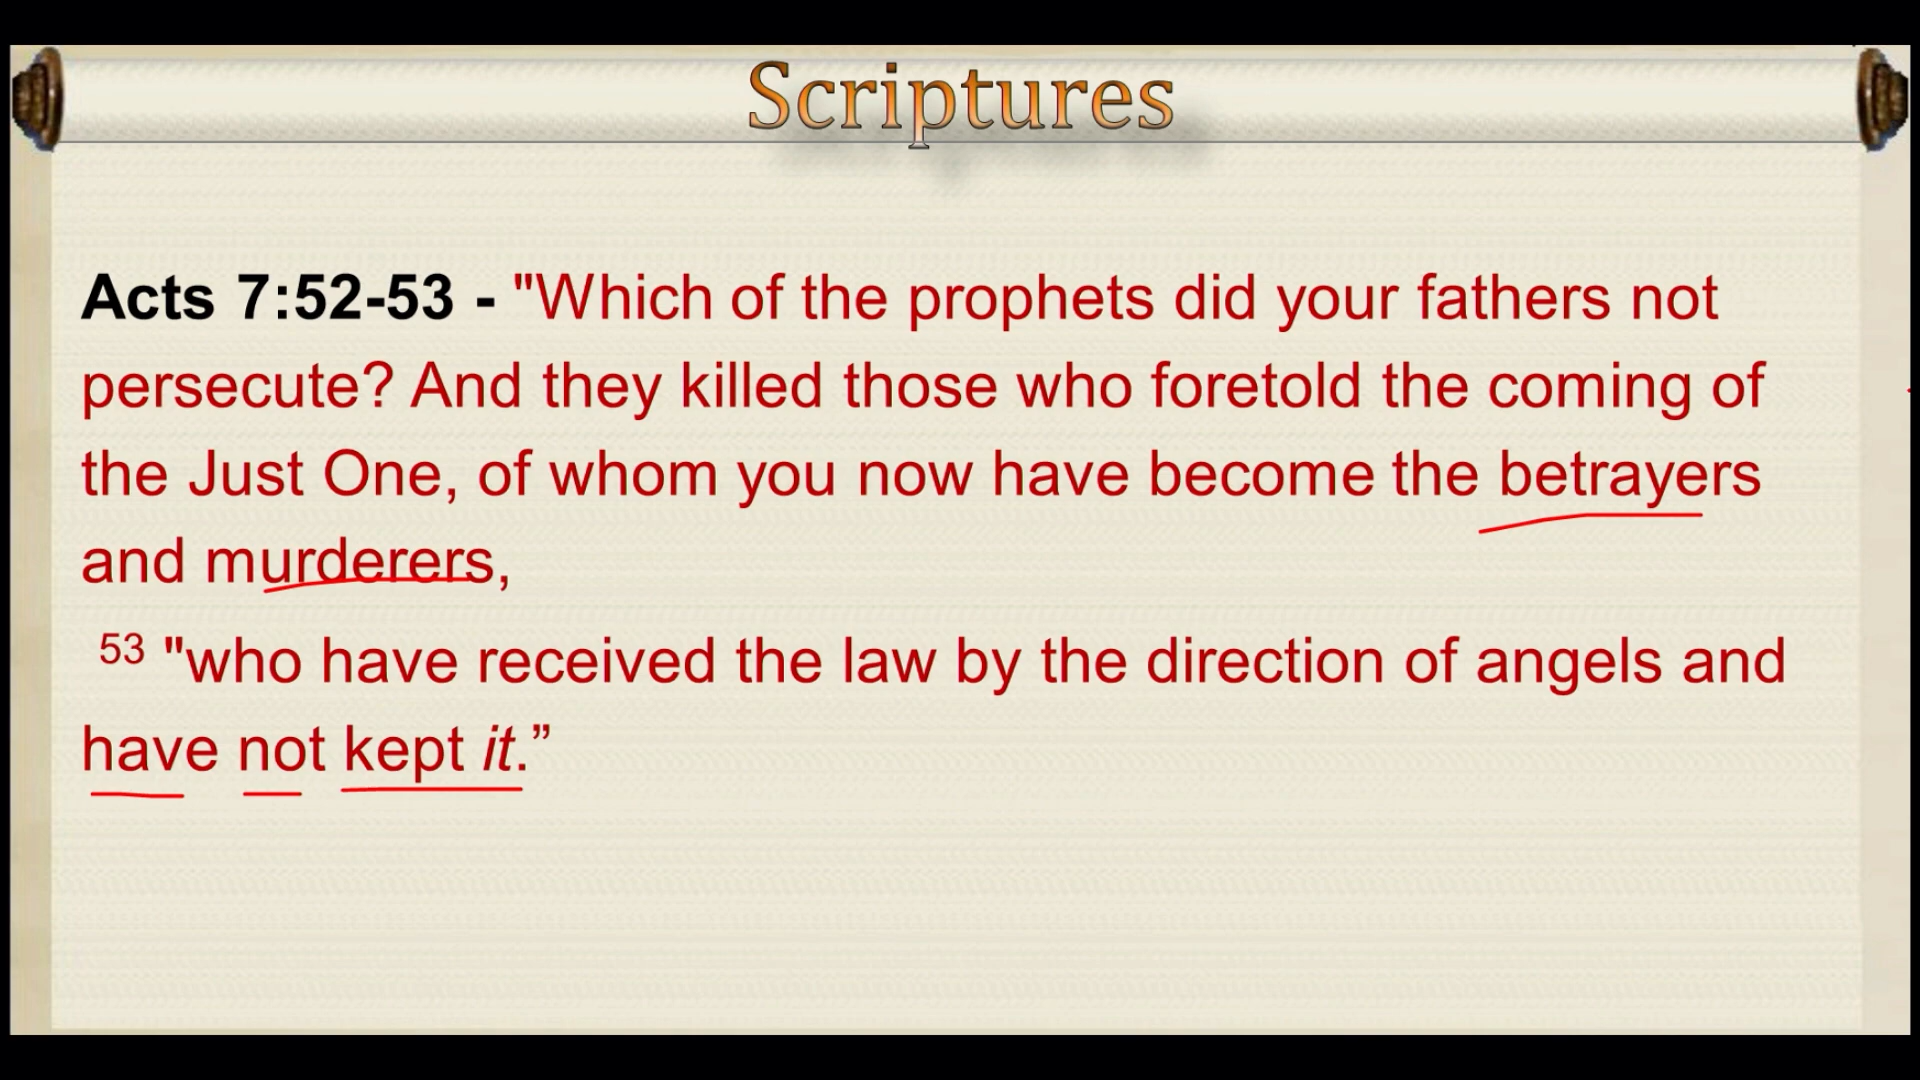 Scriptures
Acts 7:52-53 - "Which of the prophets did your fathers not
persecute? And they killed those who foretold the coming of
the Just One, of whom you now have become the betrayers
and murderers,
53 "who have received the law by the direction of angels and
have not kept it.”